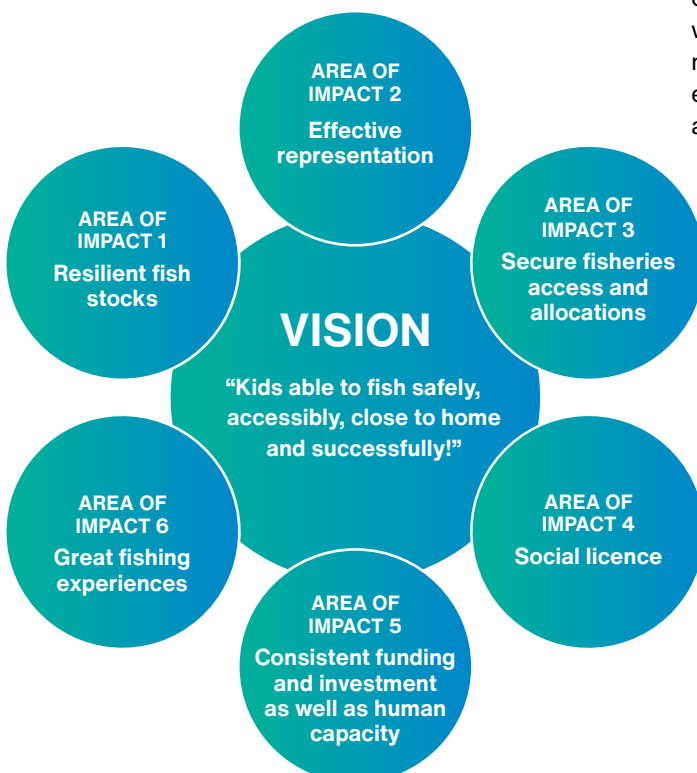 AREA OF
IMPACT 2
Effective
representation
AREA OF
IMPACT 1
Resilient fish
stocks
AREA OF
IMPACT 3
Secure fisheries
access and
allocations
VISION
“Kids able to fish safely,
accessibly, close to home
and successfully!”
AREA OF
IMPACT 6
Great fishing
experiences
AREA OF
IMPACT 4
Social licence
AREA OF
IMPACT 5
Consistent funding
and investment
as well as human
capacity